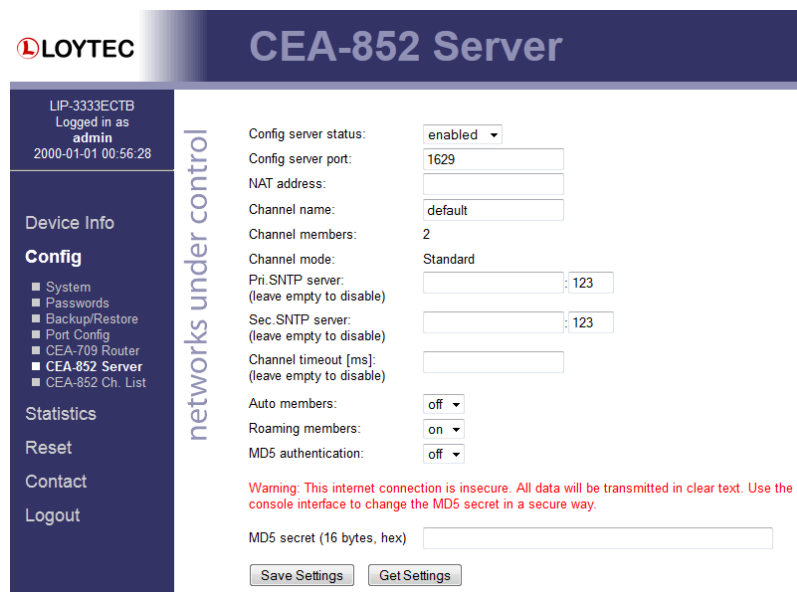 LOYTEC
CEA-852 Server
LIP-3333ECTB
Logged in as
admin
2000-01-01 00:56:28
Device Info
Config
System
Passwords
Backup/Restore
Port Config
CEA-709 Router
CEA-852 Server
CEA-852 Ch. List
Statistics
Reset
Contact
Logout
networks under control
Config server status: enabled
Config server port: 1629
NAT address:
Channel name: default
Channel members: 2
Channel mode: Standard
Pri.SNTP server:
(leave empty to disable) : 123
Sec.SNTP server:
(leave empty to disable) : 123
Channel timeout [ms]:
(leave empty to disable)
Auto members: off
Roaming members: on
MD5 authentication: off
Warning: This internet connection is insecure. All data will be transmitted in clear text. Use the
console interface to change the MD5 secret in a secure way.
MD5 secret (16 bytes, hex)
Save Settings Get Settings